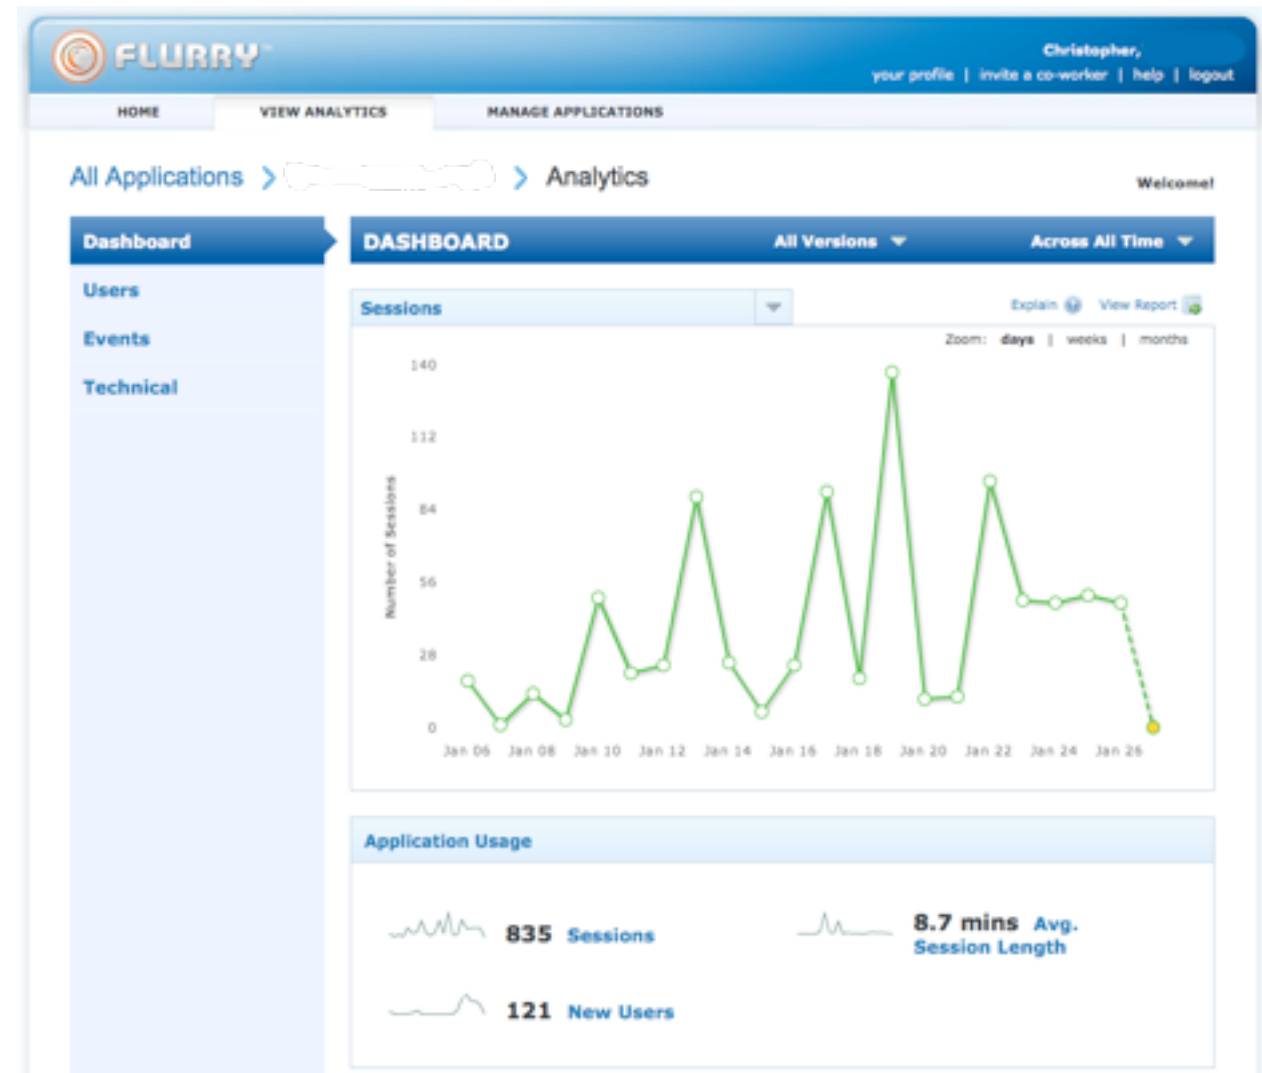 FLURRY™
Christopher,
your profile | invite a co-worker | help | logout
HOME VIEW ANALYTICS MANAGE APPLICATIONS
All Applications > > Analytics
Welcome!
Dashboard
Users
Events
Technical
DASHBOARD All Versions Across All Time
Sessions Explain View Report
Zoom: days | weeks | months
Number of Sessions
140
112
84
56
28
0
Jan 06 Jan 08 Jan 10 Jan 12 Jan 14 Jan 16 Jan 18 Jan 20 Jan 22 Jan 24 Jan 26
Application Usage
835 Sessions
8.7 mins Avg.
Session Length
121 New Users